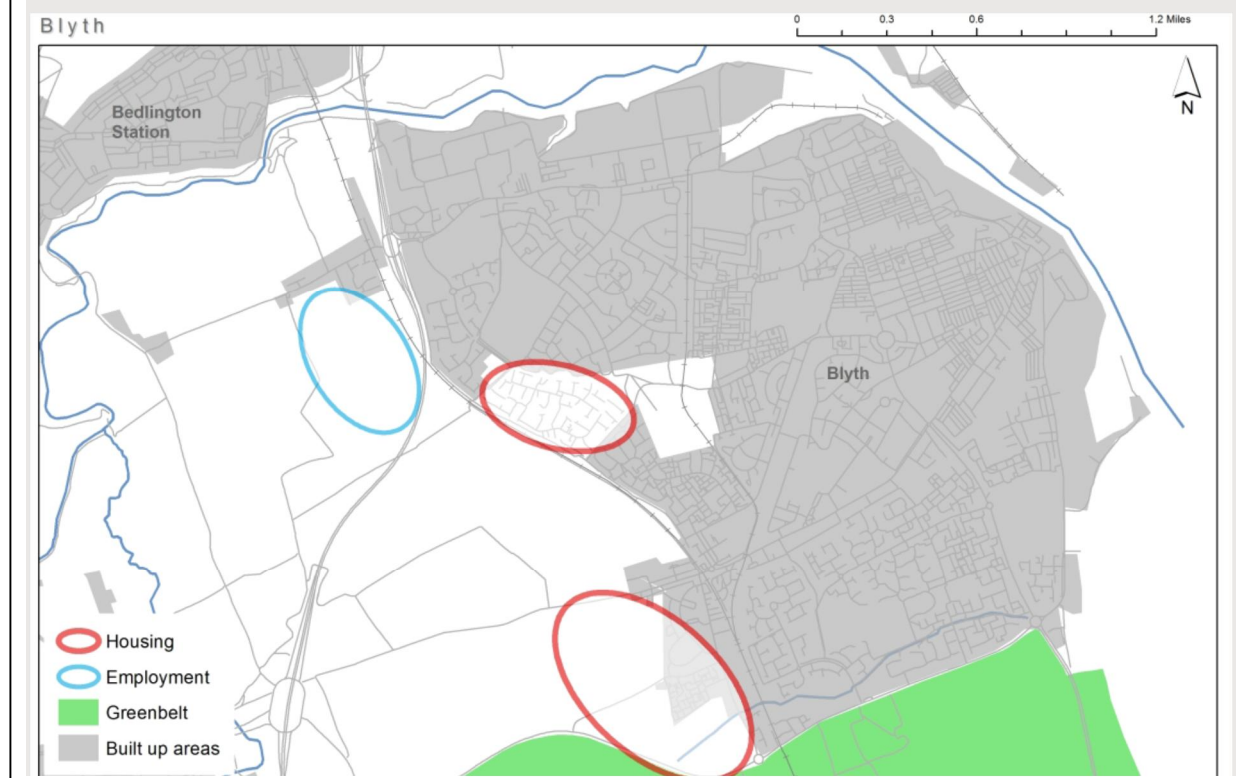 Blyth
0 0.3 0.6 1.2 Miles
N
Bedlington
Station
Blyth
Housing
Employment
Greenbelt
Built up areas